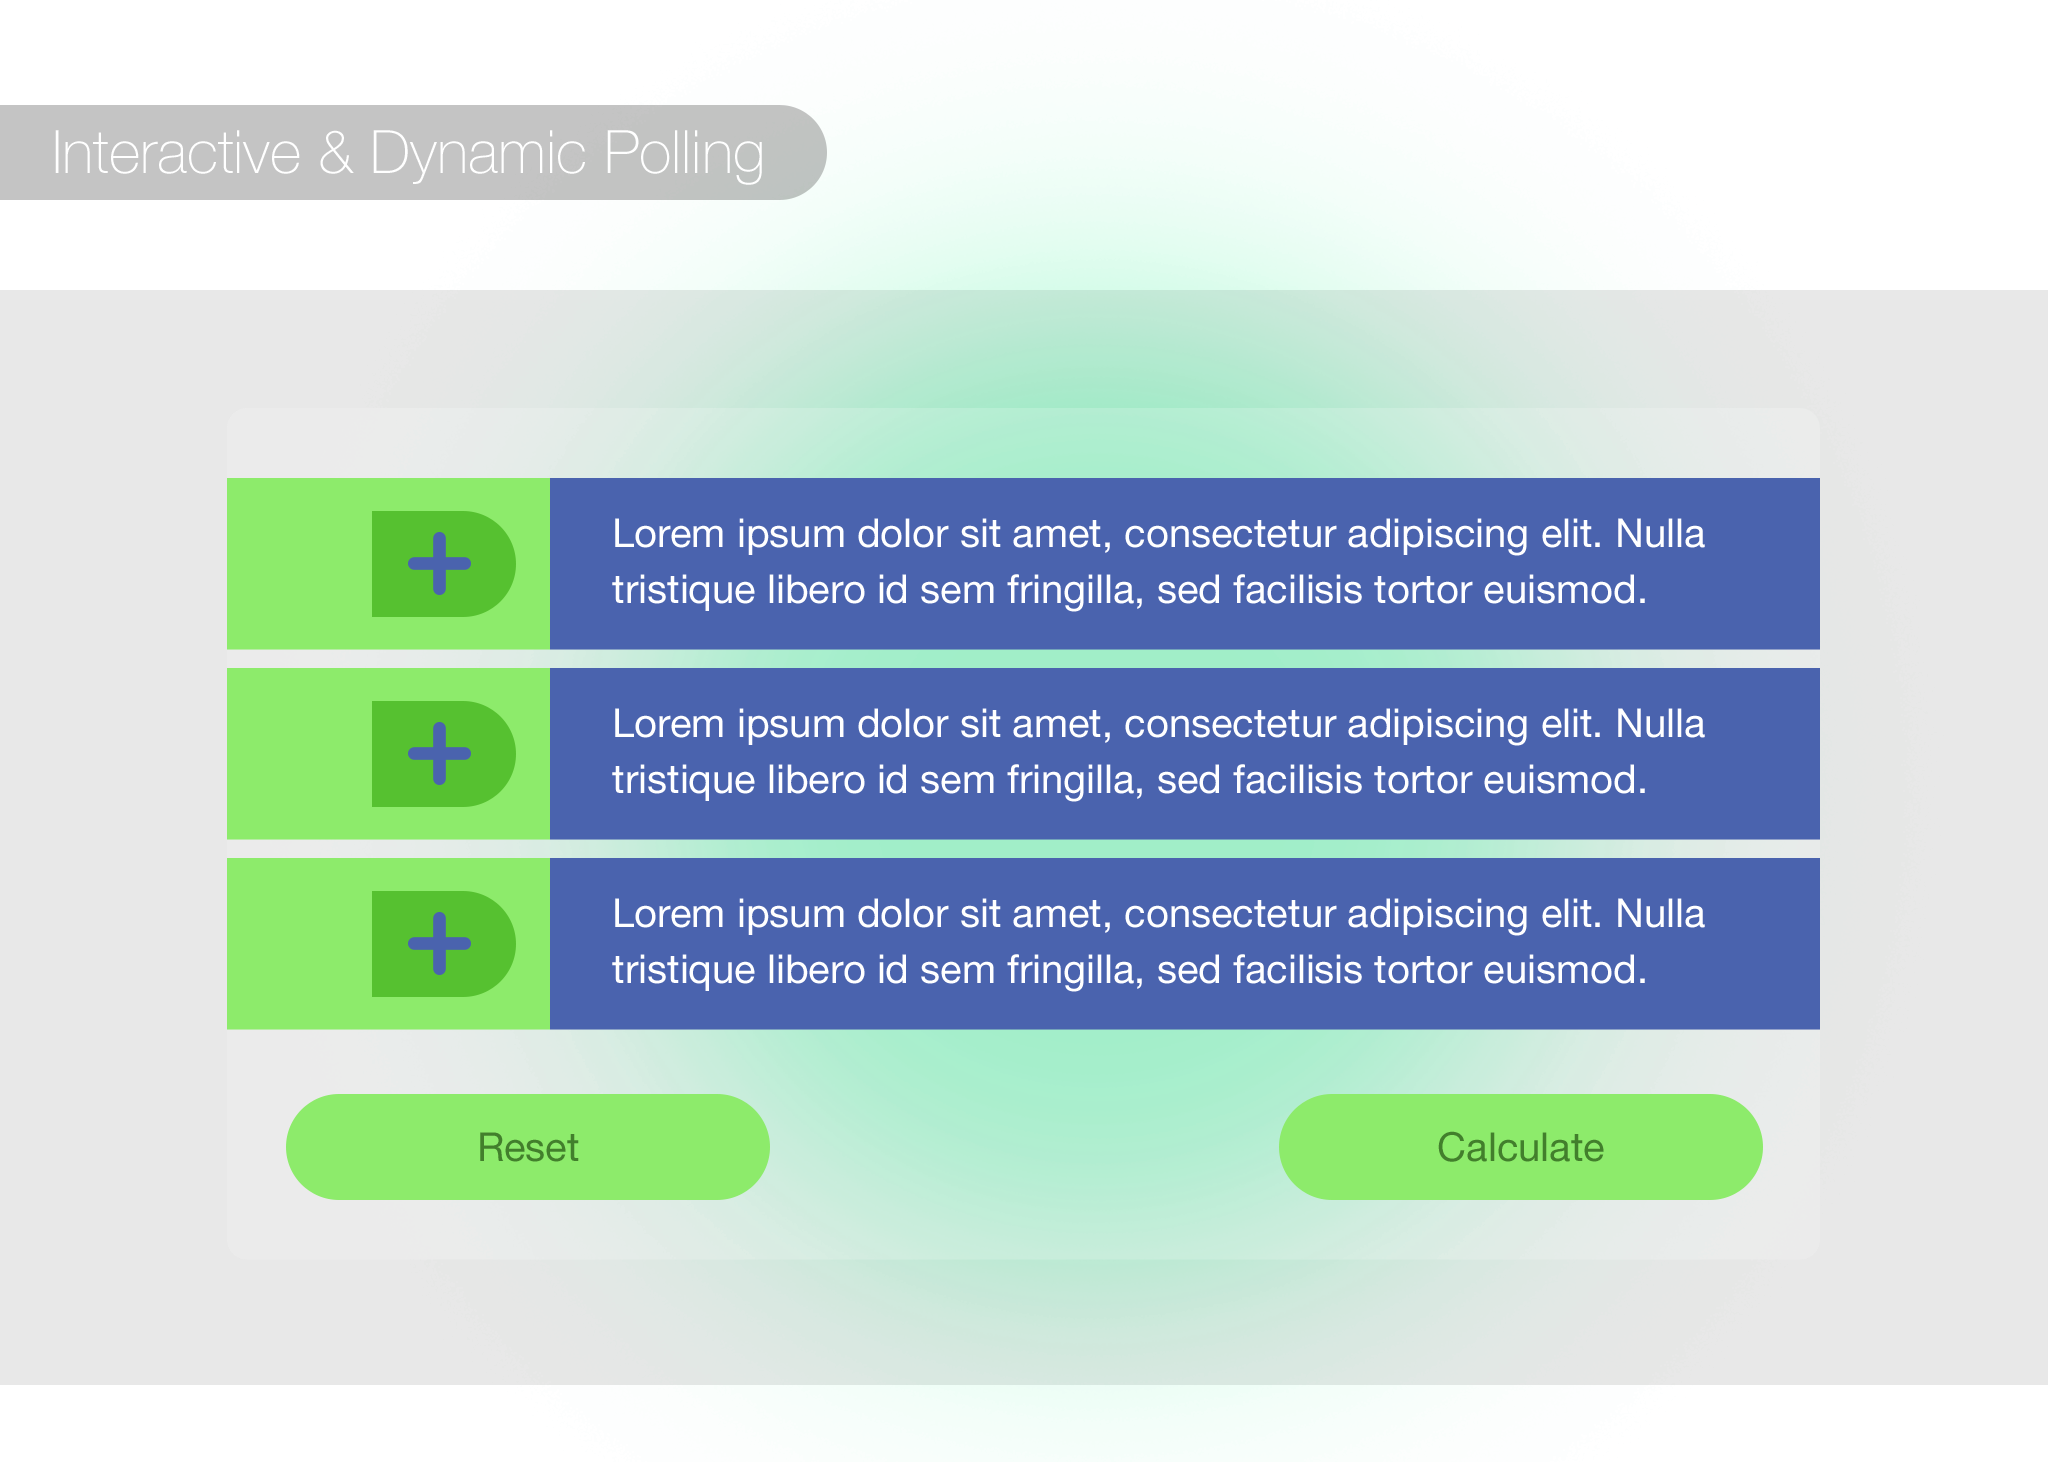 Interactive & Dynamic Polling
Lorem ipsum dolor sit amet, consectetur adipiscing elit. Nulla
tristique libero id sem fringilla, sed facilisis tortor euismod.
Lorem ipsum dolor sit amet, consectetur adipiscing elit. Nulla
tristique libero id sem fringilla, sed facilisis tortor euismod.
Lorem ipsum dolor sit amet, consectetur adipiscing elit. Nulla
tristique libero id sem fringilla, sed facilisis tortor euismod.
Reset
Calculate